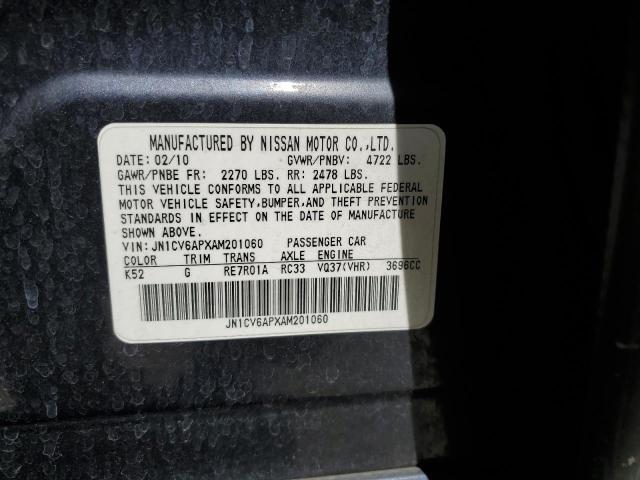 MANUFACTURED BY NISSAN MOTOR CO.,LTD.
DATE: 02/10 GVWR/PNBV: 4722 LBS.
GAWR/PNBE FR: 2270 LBS. RR: 2478 LBS.
THIS VEHICLE CONFORMS TO ALL APPLICABLE FEDERAL
MOTOR VEHICLE SAFETY,BUMPER,AND THEFT PREVENTION
STANDARDS IN EFFECT ON THE DATE OF MANUFACTURE
SHOWN ABOVE.
VIN: JN1CV6APXAM201060 PASSENGER CAR
COLOR TRIM TRANS AXLE ENGINE
K52 G RE7R01A RC33 VQ37(VHR) 3696CC
JN1CV6APXAM201060